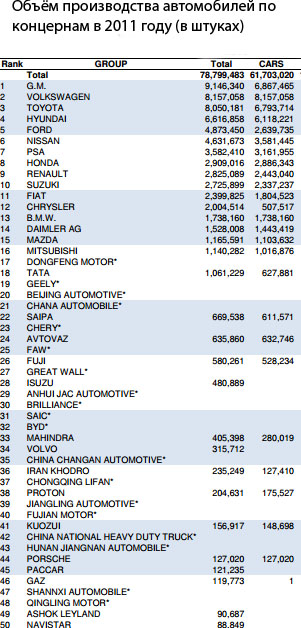 Объём производства автомобилей по
концернам в 2011 году (в штуках)
Rank GROUP Total CARS
Total 78,799,483 61,703,020
1 G.M. 9,146,340 6,867,465
2 VOLKSWAGEN 8,157,058 8,157,058
3 TOYOTA 8,050,181 6,793,714
4 HYUNDAI 6,616,858 6,118,221
5 FORD 4,873,450 2,639,735
6 NISSAN 4,631,673 3,581,445
7 PSA 3,582,410 3,161,955
8 HONDA 2,909,016 2,886,343
9 RENAULT 2,825,089 2,443,040
10 SUZUKI 2,725,899 2,337,237
11 FIAT 2,399,825 1,804,523
12 CHRYSLER 2,004,514 507,517
13 B.M.W. 1,738,160 1,738,160
14 DAIMLER AG 1,528,008 1,443,419
15 MAZDA 1,165,591 1,103,632
16 MITSUBISHI 1,140,282 1,016,876
17 DONGFENG MOTOR*
18 TATA 1,061,229 627,881
19 GEELY*
20 BEIJING AUTOMOTIVE*
21 CHANA AUTOMOBILE*
22 SAIPA 669,538 611,571
23 CHERY*
24 AVTOVAZ 635,860 632,746
25 FAW*
26 FUJI 580,261 528,234
27 GREAT WALL*
28 ISUZU 480,889
29 ANHUI JAC AUTOMOTIVE*
30 BRILLIANCE*
31 SAIC*
32 BYD*
33 MAHINDRA 405,398 280,019
34 VOLVO 315,712
35 CHINA CHANGAN AUTOMOTIVE*
36 IRAN KHODRO 235,249 127,410
37 CHONGQING LIFAN*
38 PROTON 204,631 175,527
39 JIANGLING AUTOMOTIVE*
40 FUJIAN MOTOR*
41 KUOZUI 156,917 148,698
42 CHINA NATIONAL HEAVY DUTY TRUCK*
43 HUNAN JIANGNAN AUTOMOBILE*
44 PORSCHE 127,020 127,020
45 PACCAR 121,235
46 GAZ 119,773 1
47 SHANNXI AUTOMOBILE*
48 QINGLING MOTOR*
49 ASHOK LEYLAND 90,687
50 NAVISTAR 88,849